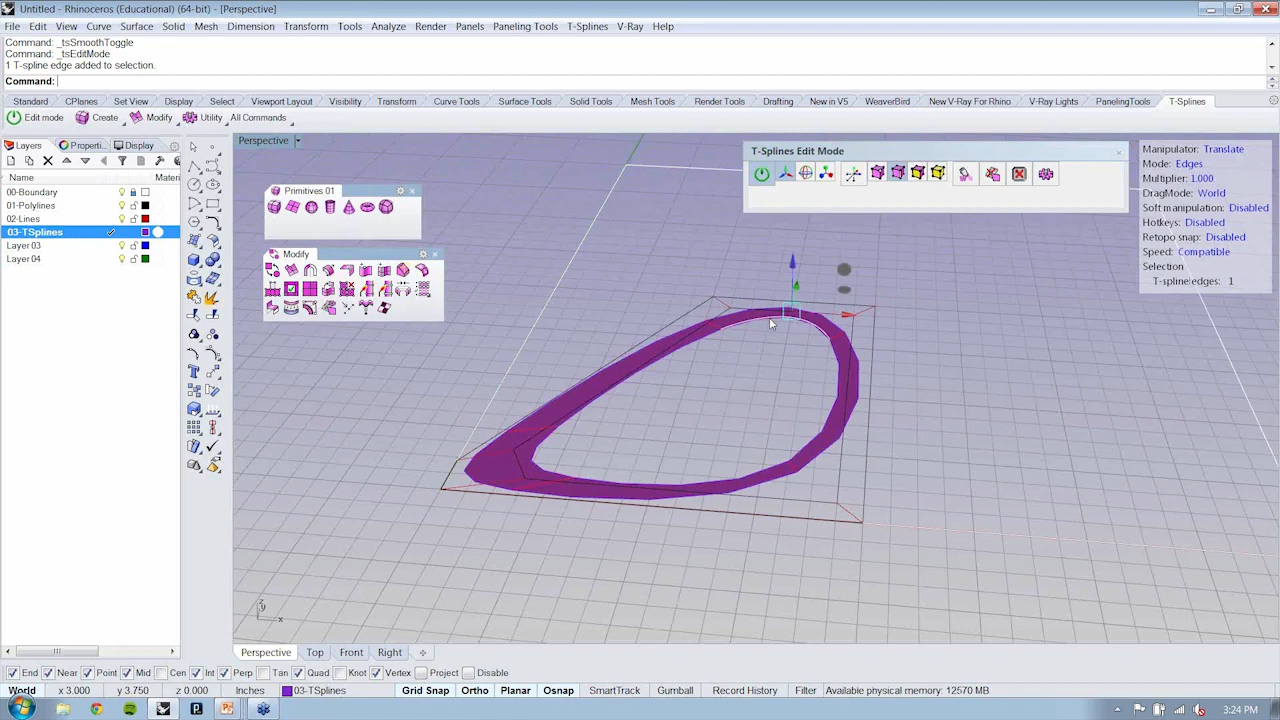 Untitled - Rhinoceros (Educational) (64-bit) - [Perspective]
File Edit View Curve Surface Solid Mesh Dimension Transform Tools Analyze Render Panels Paneling Tools T-Splines V-Ray Help
Command: _tsSmoothToggle
Command: _tsEditMode
1 T-spline edge added to selection.
Command:
Standard CPlanes Set View Display Select Viewport Layout Visibility Transform Curve Tools Surface Tools Solid Tools Mesh Tools Render Tools Drafting New in V5 WeaverBird New V-Ray For Rhino V-Ray Lights PanelingTools T-Splines
Edit mode Create Modify Utility All Commands
Layers Properti... Display
Name Materi
00-Boundary
01-Polylines
02-Lines
03-TSplines
Layer 03
Layer 04
Perspective
Primitives 01
Modify
T-Splines Edit Mode
Manipulator: Translate
Mode: Edges
Multiplier: 1.000
DragMode: World
Soft manipulation: Disabled
Hotkeys: Disabled
Retopo snap: Disabled
Speed: Compatible
Selection
T-spline edges: 1
z
y
x
Perspective Top Front Right
End Near Point Mid Cen Int Perp Tan Quad Knot Vertex Project Disable
World x 3.000 y 3.750 z 0.000 Inches 03-TSplines Grid Snap Ortho Planar Osnap SmartTrack Gumball Record History Filter Available physical memory: 12570 MB
3:24 PM